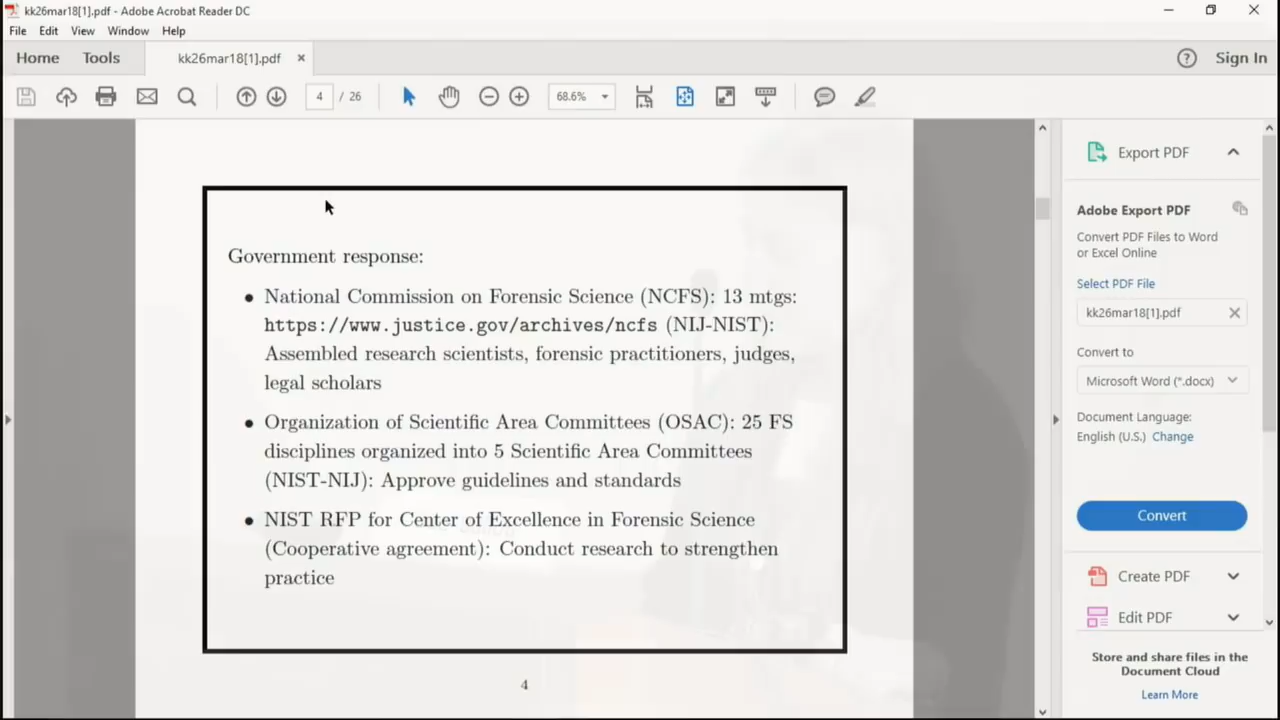 kk26mar18[1].pdf - Adobe Acrobat Reader DC
File Edit View Window Help
Home Tools kk26mar18[1].pdf × Sign In
4 / 26 68.6%
Government response:
• National Commission on Forensic Science (NCFS): 13 mtgs:
https://www.justice.gov/archives/ncfs (NIJ-NIST):
Assembled research scientists, forensic practitioners, judges,
legal scholars
• Organization of Scientific Area Committees (OSAC): 25 FS
disciplines organized into 5 Scientific Area Committees
(NIST-NIJ): Approve guidelines and standards
• NIST RFP for Center of Excellence in Forensic Science
(Cooperative agreement): Conduct research to strengthen
practice
4
Export PDF
Adobe Export PDF
Convert PDF Files to Word
or Excel Online
Select PDF File
kk26mar18[1].pdf
Convert to
Microsoft Word (*.docx)
Document Language:
English (U.S.) Change
Convert
Create PDF
Edit PDF
Store and share files in the
Document Cloud
Learn More